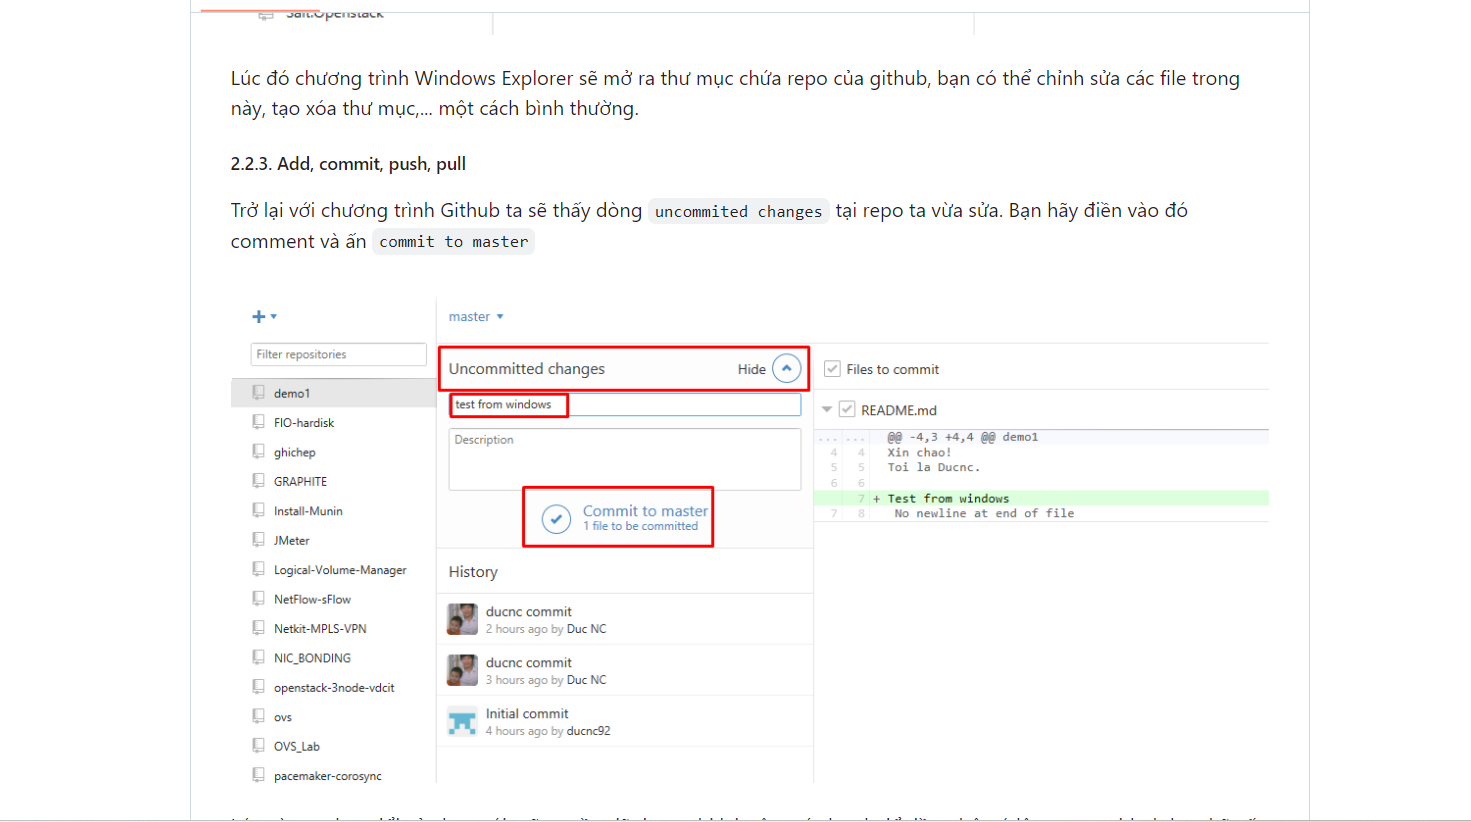 Salt.Openstack
Lúc đó chương trình Windows Explorer sẽ mở ra thư mục chứa repo của github, bạn có thể chỉnh sửa các file trong
này, tạo xóa thư mục,... một cách bình thường.
2.2.3. Add, commit, push, pull
Trở lại với chương trình Github ta sẽ thấy dòng uncommited changes tại repo ta vừa sửa. Bạn hãy điền vào đó
comment và ấn commit to master
master
Filter repositories
demo1
FIO-hardisk
ghichep
GRAPHITE
Install-Munin
JMeter
Logical-Volume-Manager
NetFlow-sFlow
Netkit-MPLS-VPN
NIC_BONDING
openstack-3node-vdcit
ovs
OVS_Lab
pacemaker-corosync
Uncommitted changes Hide
test from windows
Description
Commit to master
1 file to be committed
History
ducnc commit
2 hours ago by Duc NC
ducnc commit
3 hours ago by Duc NC
Initial commit
4 hours ago by ducnc92
Files to commit
README.md
... ... @@ -4,3 +4,4 @@ demo1
4 4 Xin chao!
5 5 Toi la Ducnc.
6 6
7 + Test from windows
7 8 No newline at end of file